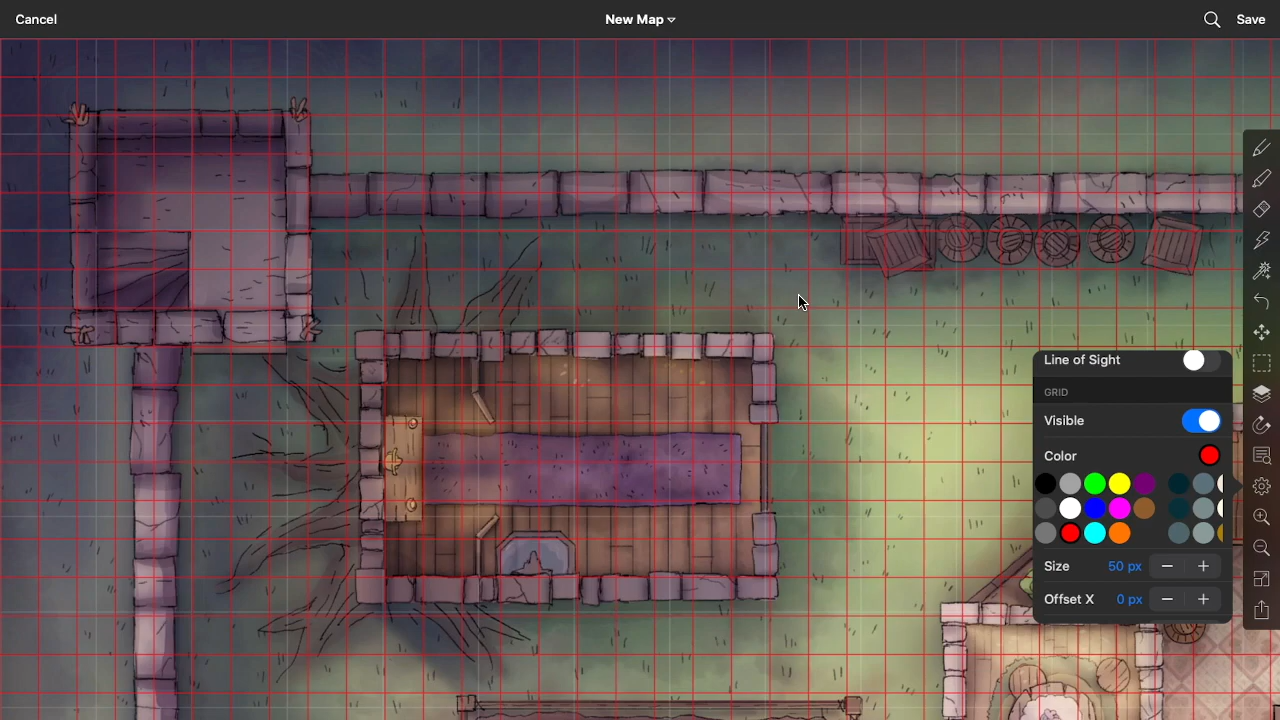 Cancel
New Map
Save
Line of Sight
GRID
Visible
Color
Size 50 px
Offset X 0 px